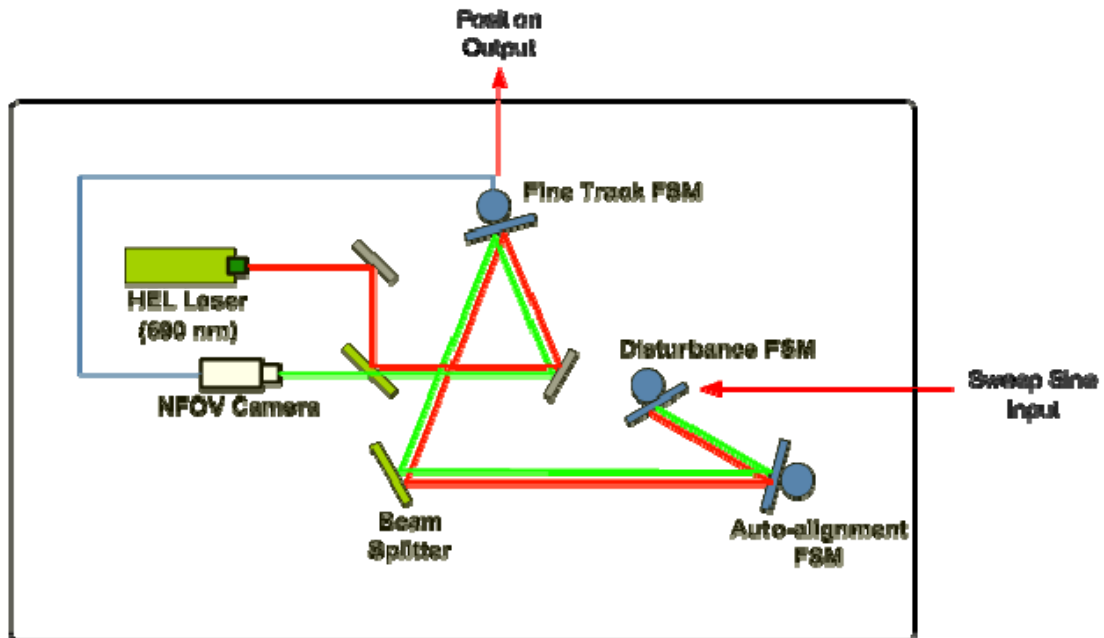 Position
Output
Fine Track FSM
HEL Laser
(690 nm)
Disturbance FSM
NFOV Camera
Sweep Sine
Input
Beam
Splitter
Auto-alignment
FSM